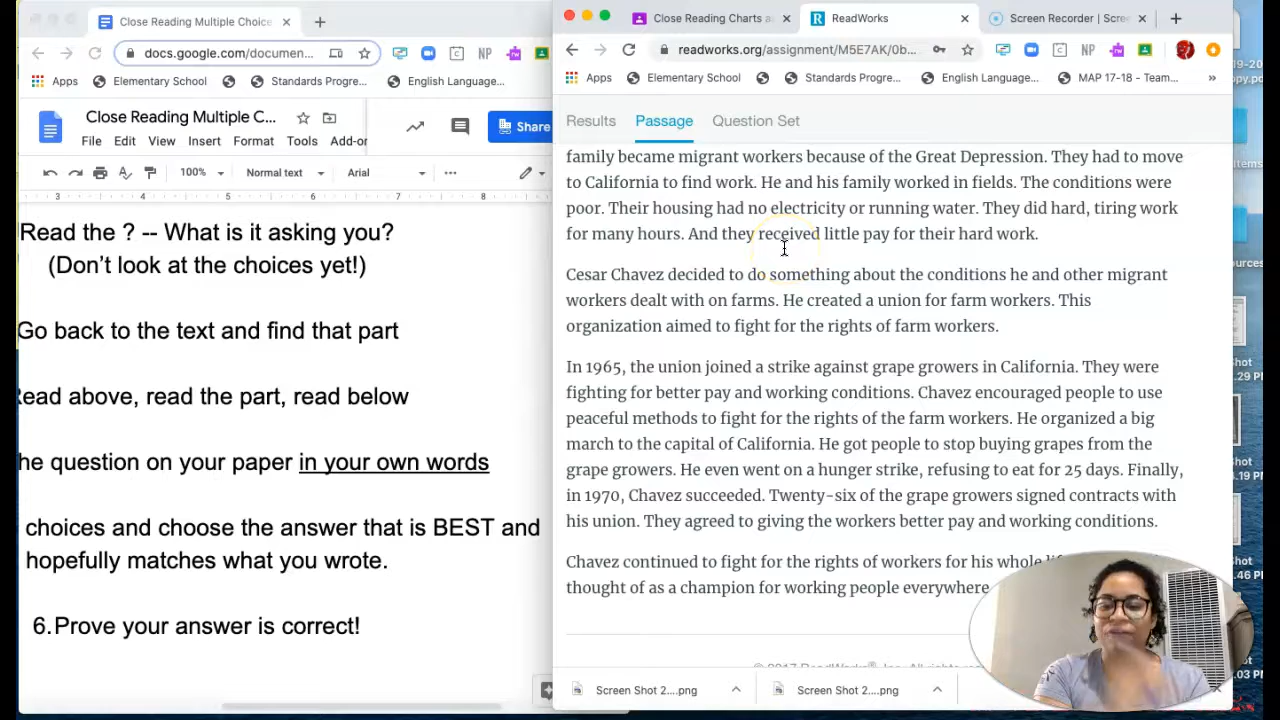 Close Reading Multiple Choice
docs.google.com/documen...
Apps
Elementary School
Standards Progre...
English Language...
Close Reading Multiple C...
File Edit View Insert Format Tools Add-or
Share
100%
Normal text
Arial
3 4 5 6 7 8
Read the ? -- What is it asking you?
(Don't look at the choices yet!)
Go back to the text and find that part
ead above, read the part, read below
he question on your paper in your own words
choices and choose the answer that is BEST and
hopefully matches what you wrote.
6.Prove your answer is correct!
Close Reading Charts a
ReadWorks
Screen Recorder | Scre
readworks.org/assignment/M5E7AK/0b...
NP
Apps
Elementary School
Standards Progre...
English Language...
MAP 17-18 - Team...
»
Results Passage Question Set
family became migrant workers because of the Great Depression. They had to move
to California to find work. He and his family worked in fields. The conditions were
poor. Their housing had no electricity or running water. They did hard, tiring work
for many hours. And they received little pay for their hard work.
Cesar Chavez decided to do something about the conditions he and other migrant
workers dealt with on farms. He created a union for farm workers. This
organization aimed to fight for the rights of farm workers.
In 1965, the union joined a strike against grape growers in California. They were
fighting for better pay and working conditions. Chavez encouraged people to use
peaceful methods to fight for the rights of the farm workers. He organized a big
march to the capital of California. He got people to stop buying grapes from the
grape growers. He even went on a hunger strike, refusing to eat for 25 days. Finally,
in 1970, Chavez succeeded. Twenty-six of the grape growers signed contracts with
his union. They agreed to giving the workers better pay and working conditions.
Chavez continued to fight for the rights of workers for his whole
thought of as a champion for working people everywhere
Screen Shot 2....png
Screen Shot 2....png